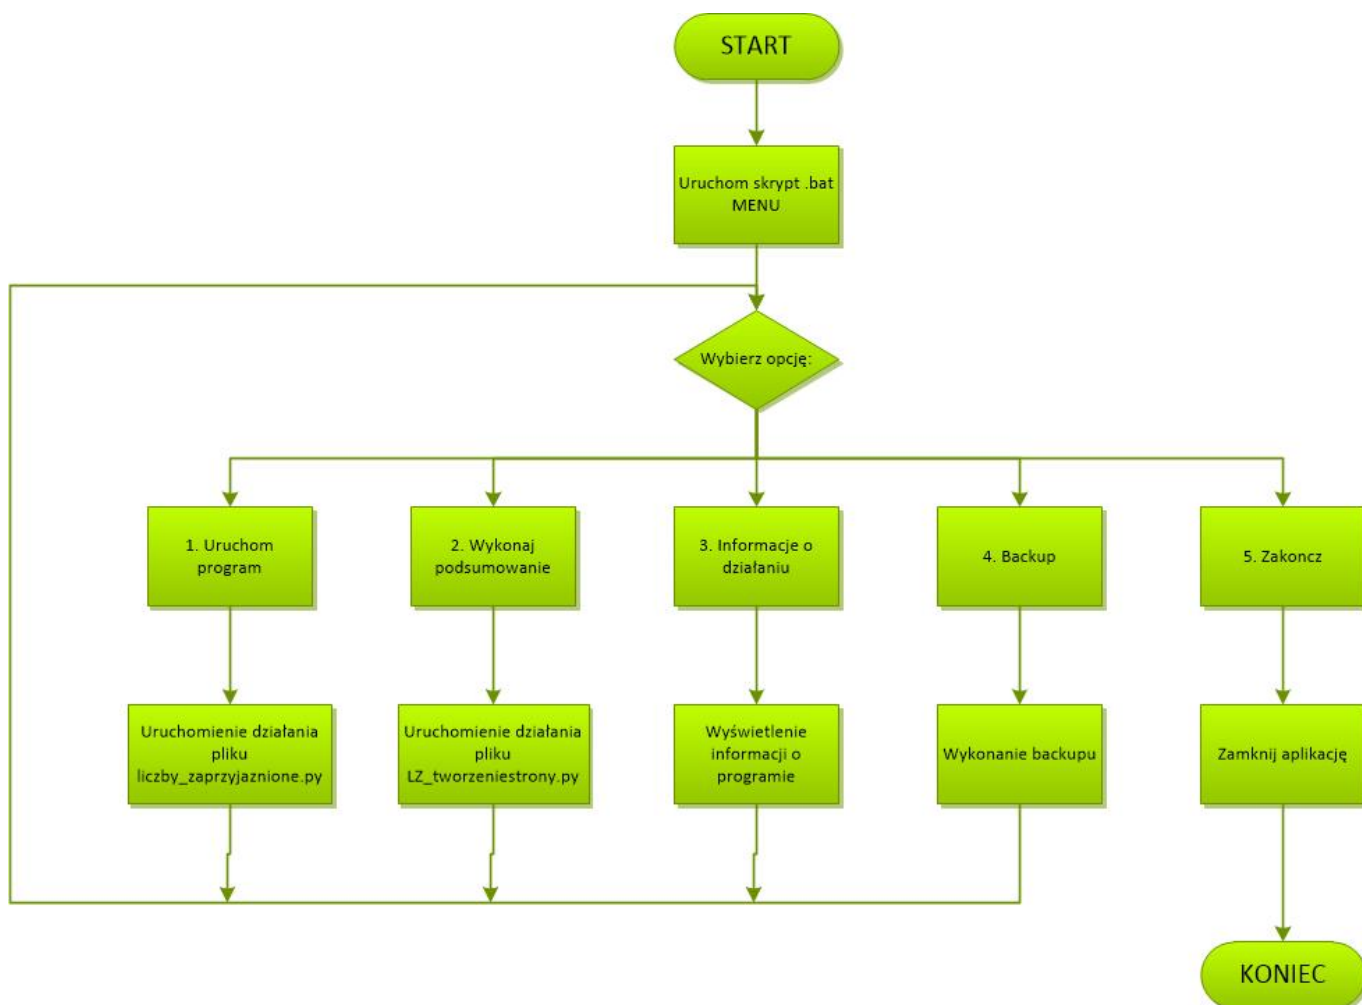 START
Uruchom skrypt .bat
MENU
Wybierz opcję:
1. Uruchom
program
2. Wykonaj
podsumowanie
3. Informacje o
działaniu
4. Backup
5. Zakoncz
Uruchomienie działania
pliku
liczby_zaprzyjaznione.py
Uruchomienie działania
pliku
LZ_tworzeniestrony.py
Wyświetlenie
informacji o
programie
Wykonanie backupu
Zamknij aplikację
KONIEC